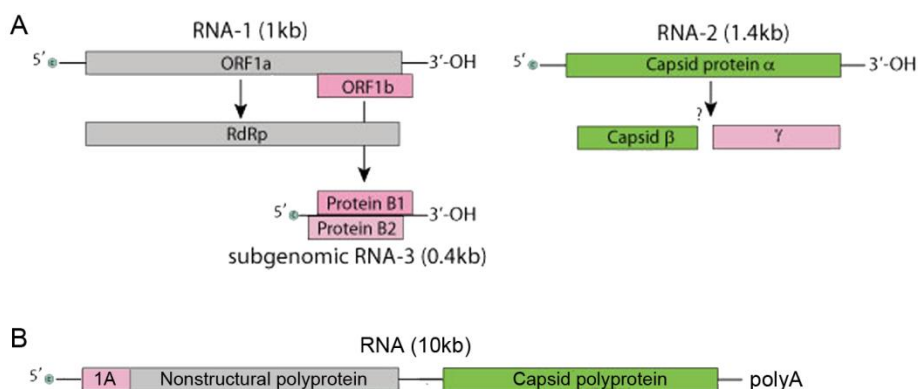 A
RNA-1 (1kb)
5′ c ORF1a 3′-OH
ORF1b
RdRp
5′ c Protein B1 3′-OH
Protein B2
subgenomic RNA-3 (0.4kb)
RNA-2 (1.4kb)
5′ c Capsid protein α 3′-OH
?
Capsid β γ
B
RNA (10kb)
5′ c 1A Nonstructural polyprotein Capsid polyprotein polyA